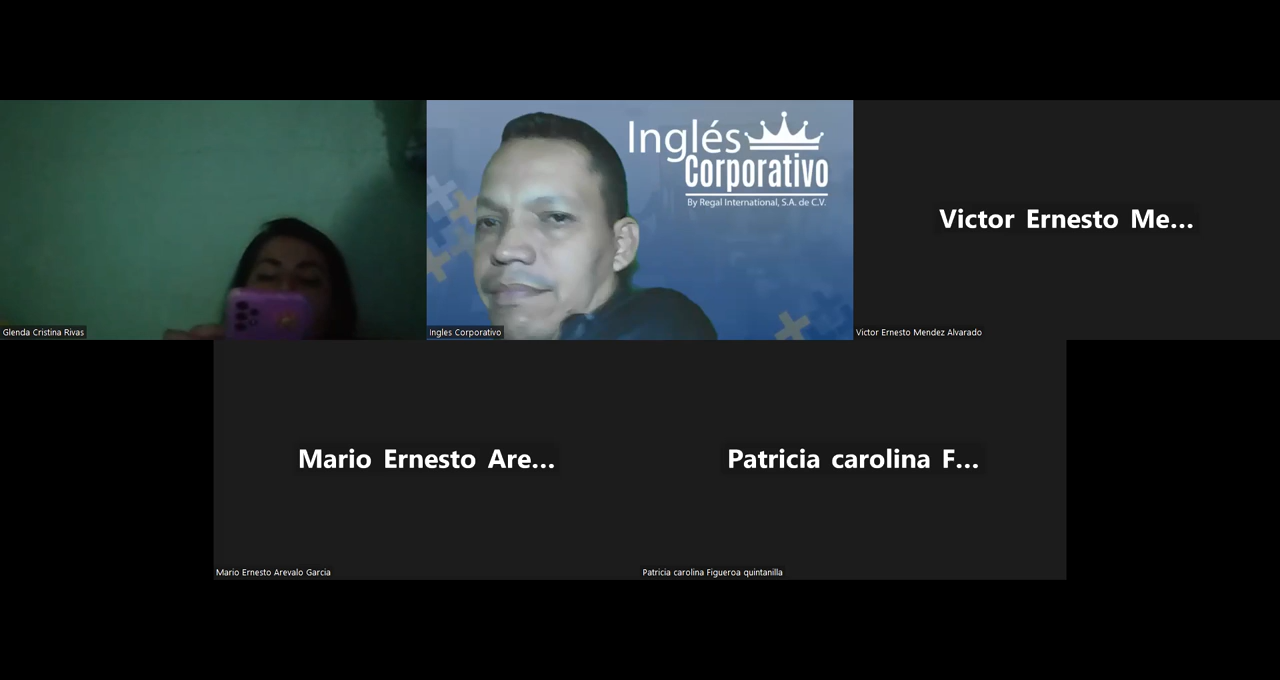 Inglés
Corporativo
By Regal International, S.A. de C.V.
Glenda Cristina Rivas
Ingles Corporativo
Victor Ernesto Me...
Victor Ernesto Mendez Alvarado
Mario Ernesto Are...
Mario Ernesto Arevalo Garcia
Patricia carolina F...
Patricia carolina Figueroa quintanilla